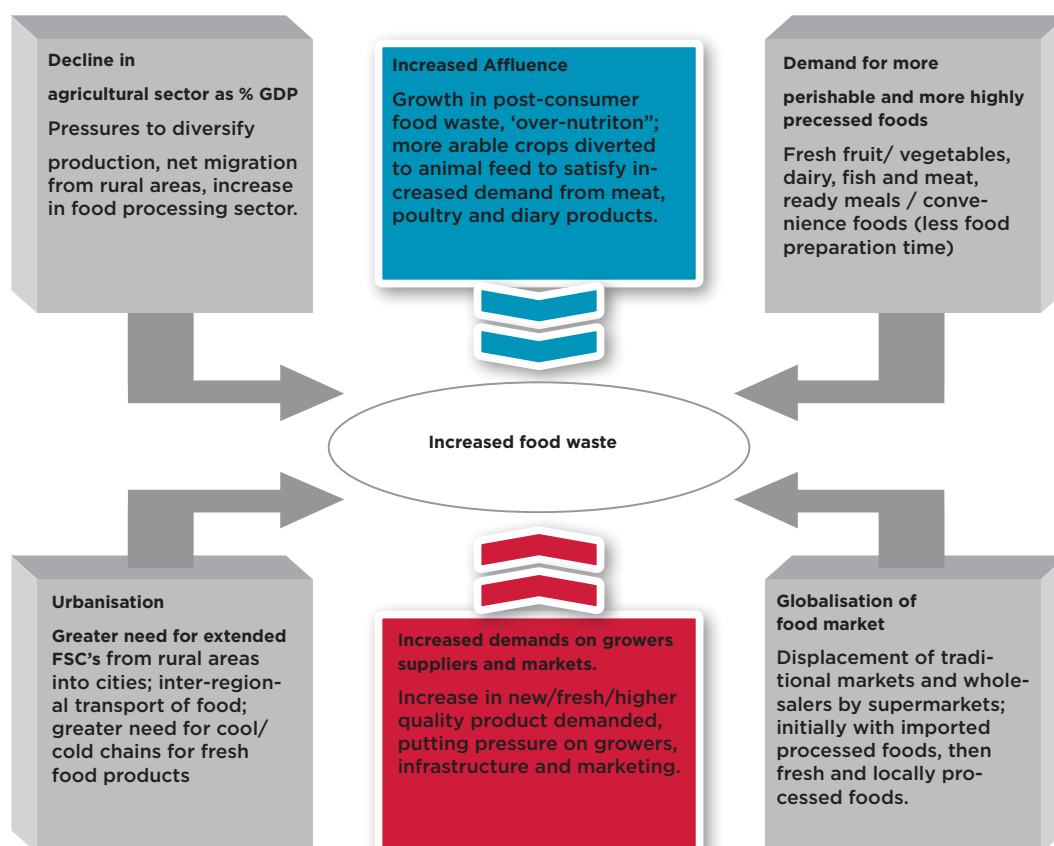 Decline in
agricultural sector as % GDP
Pressures to diversify
production, net migration
from rural areas, increase
in food processing sector.
Increased Affluence
Growth in post-consumer
food waste, ‘over-nutriton”;
more arable crops diverted
to animal feed to satisfy in-
creased demand from meat,
poultry and diary products.
Demand for more
perishable and more highly
precessed foods
Fresh fruit/ vegetables,
dairy, fish and meat,
ready meals / conve-
nience foods (less food
preparation time)
Increased food waste
Urbanisation
Greater need for extended
FSC's from rural areas
into cities; inter-region-
al transport of food;
greater need for cool/
cold chains for fresh
food products
Increased demands on growers
suppliers and markets.
Increase in new/fresh/higher
quality product demanded,
putting pressure on growers,
infrastructure and marketing.
Globalisation of
food market
Displacement of tradi-
tional markets and whole-
salers by supermarkets;
initially with imported
processed foods, then
fresh and locally pro-
cessed foods.